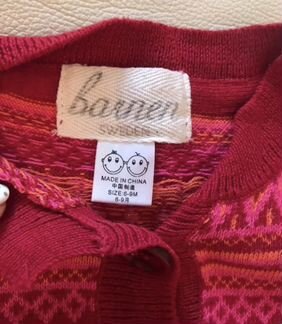 barnen
SWEDEN
MADE IN CHINA
中国制造
SIZE:6-9M
6-9月